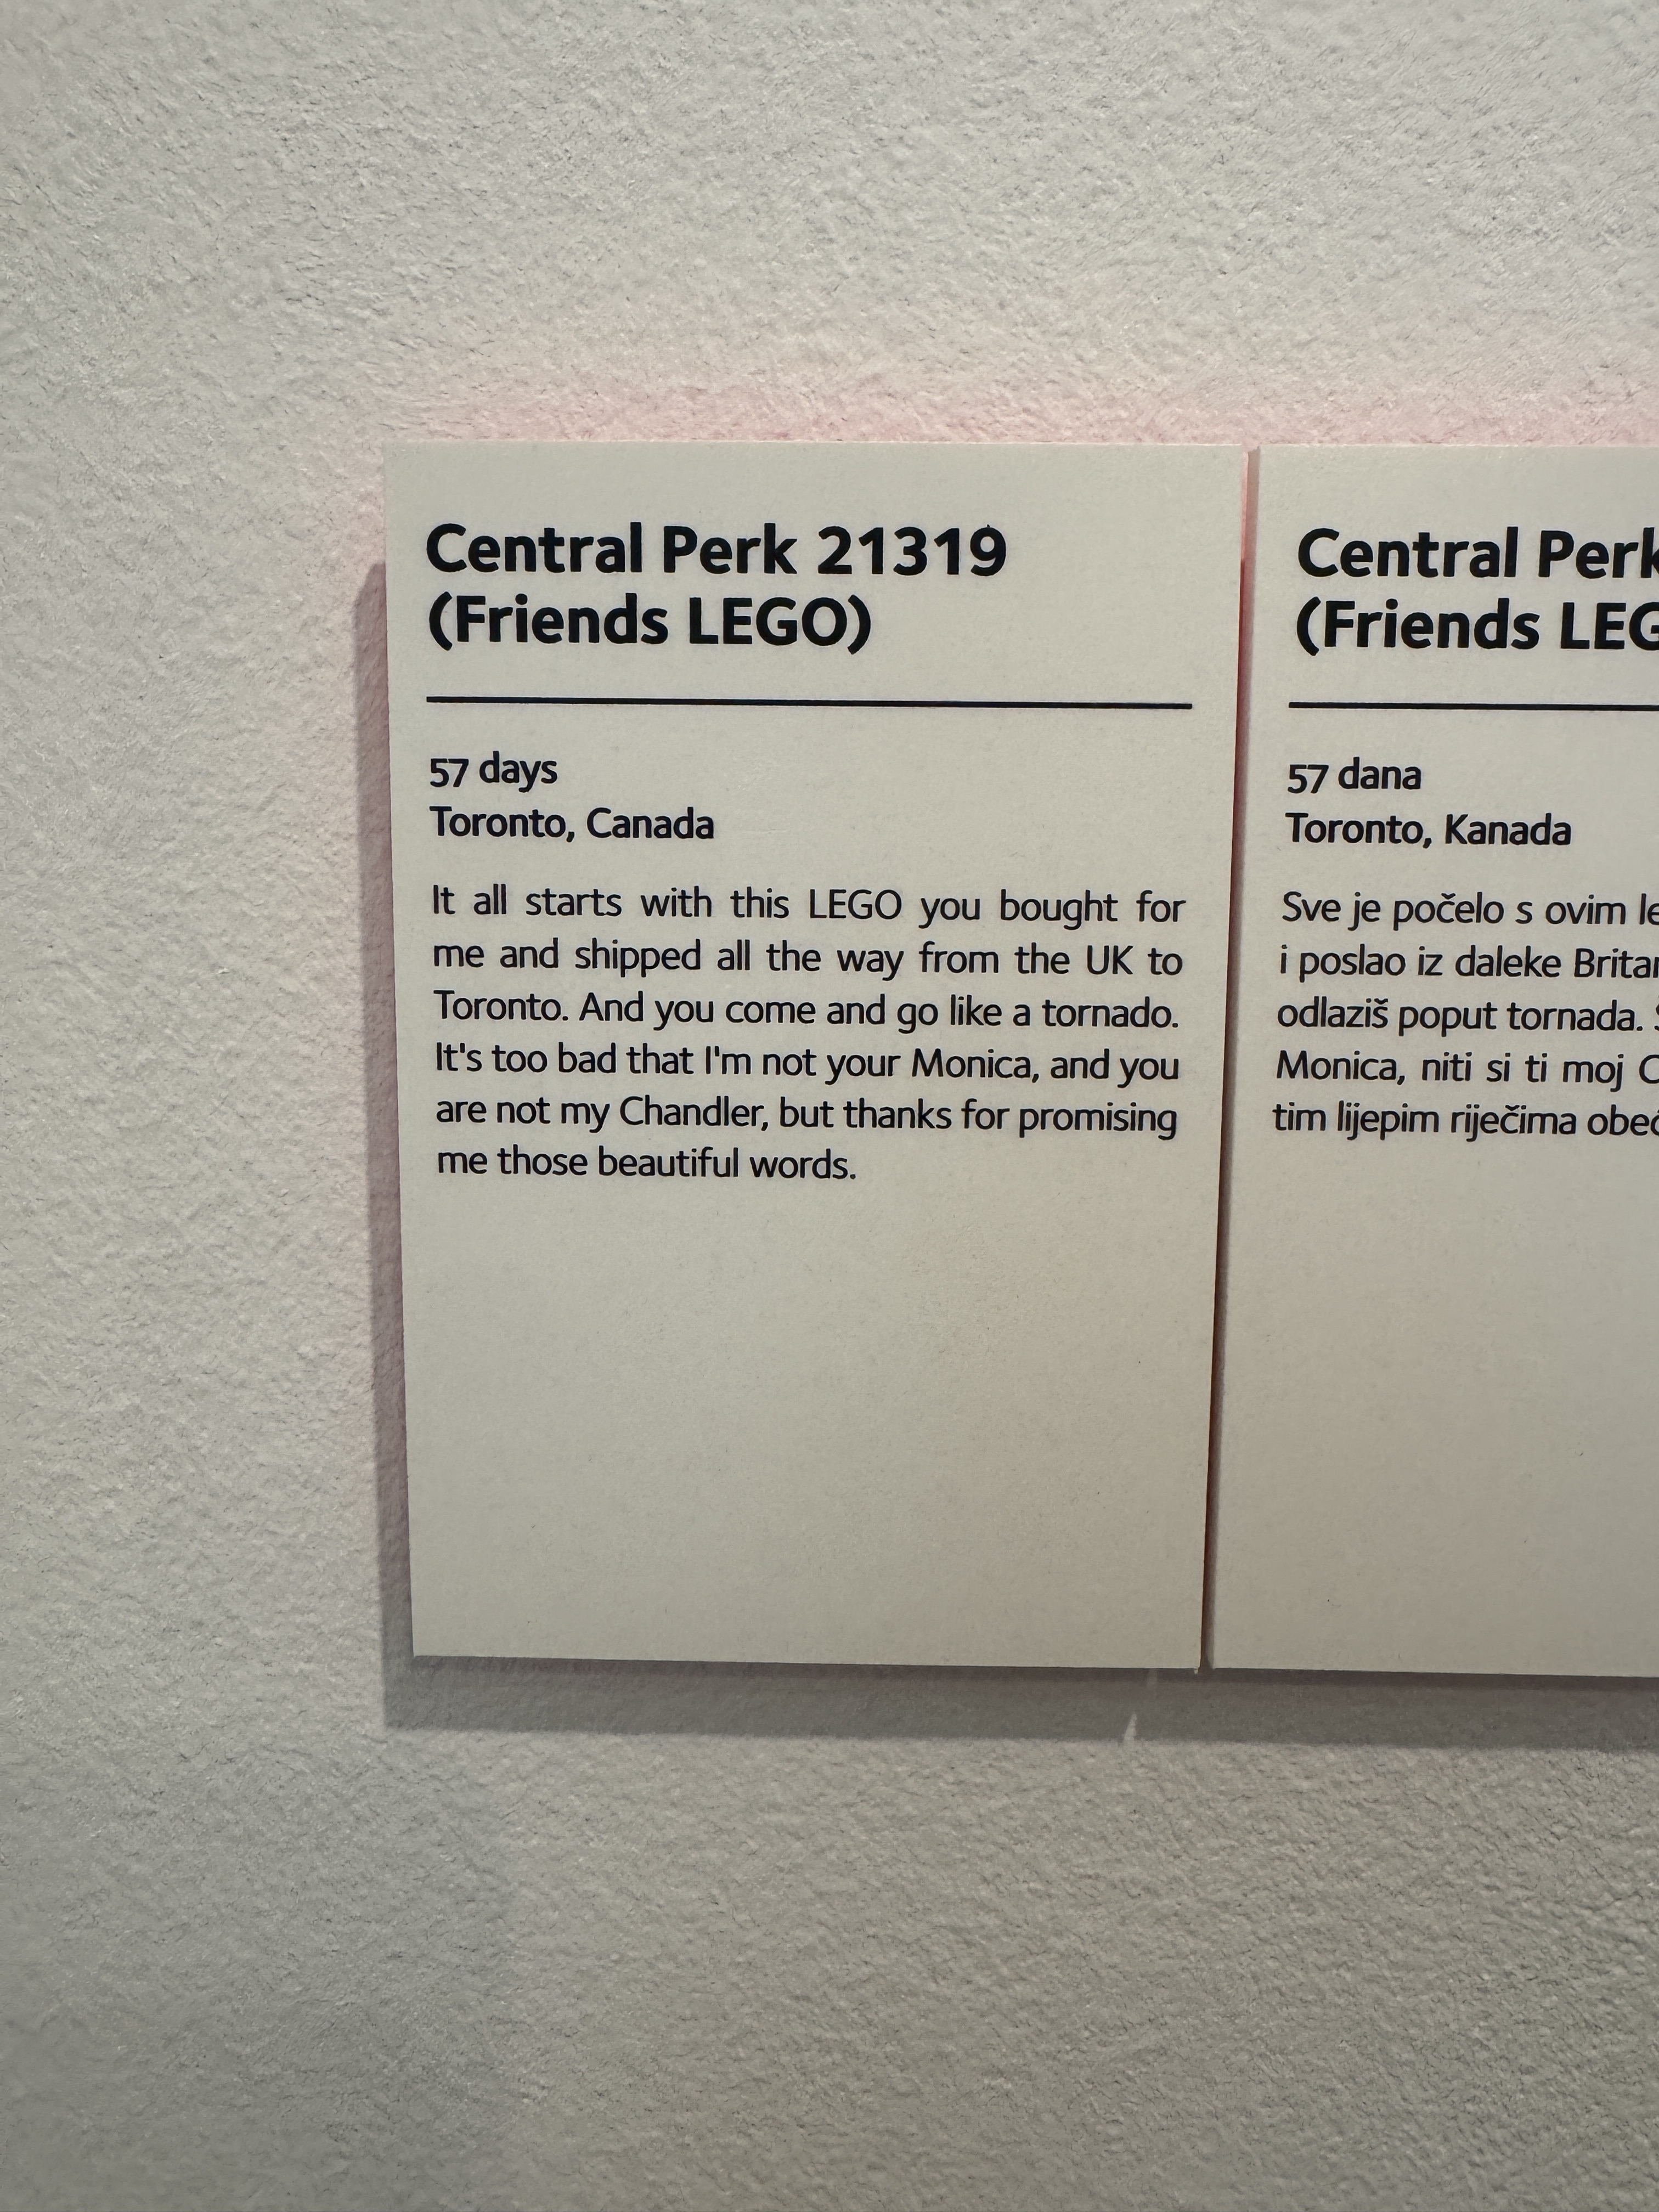 Central Perk 21319
(Friends LEGO)
57 days
Toronto, Canada
It all starts with this LEGO you bought for
me and shipped all the way from the UK to
Toronto. And you come and go like a tornado.
It's too bad that I'm not your Monica, and you
are not my Chandler, but thanks for promising
me those beautiful words.
Central
(Friends
57 dana
Toronto, Kanada
Sve je počelo s ovim
i poslao iz daleke
odlaziš poput tornada.
Monica, niti si ti moj
tim lijepim riječima